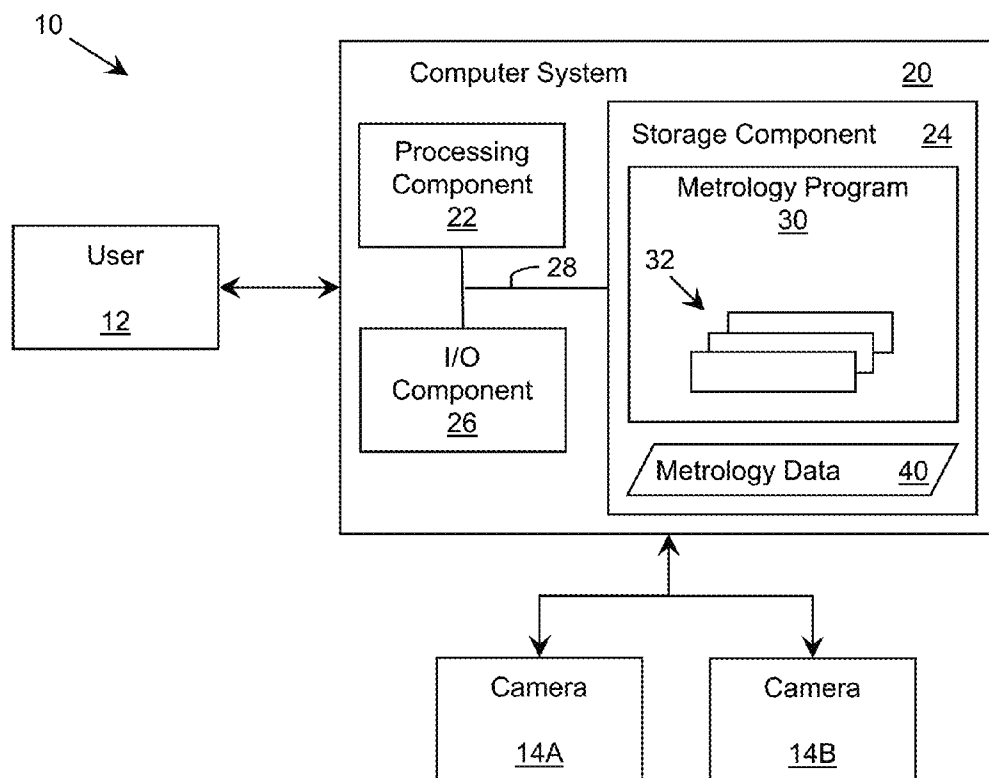 10
Computer System 20
Processing
Component
22
Storage Component 24
Metrology Program
30
32
User
12
28
I/O
Component
26
Metrology Data 40
Camera
14A
Camera
14B